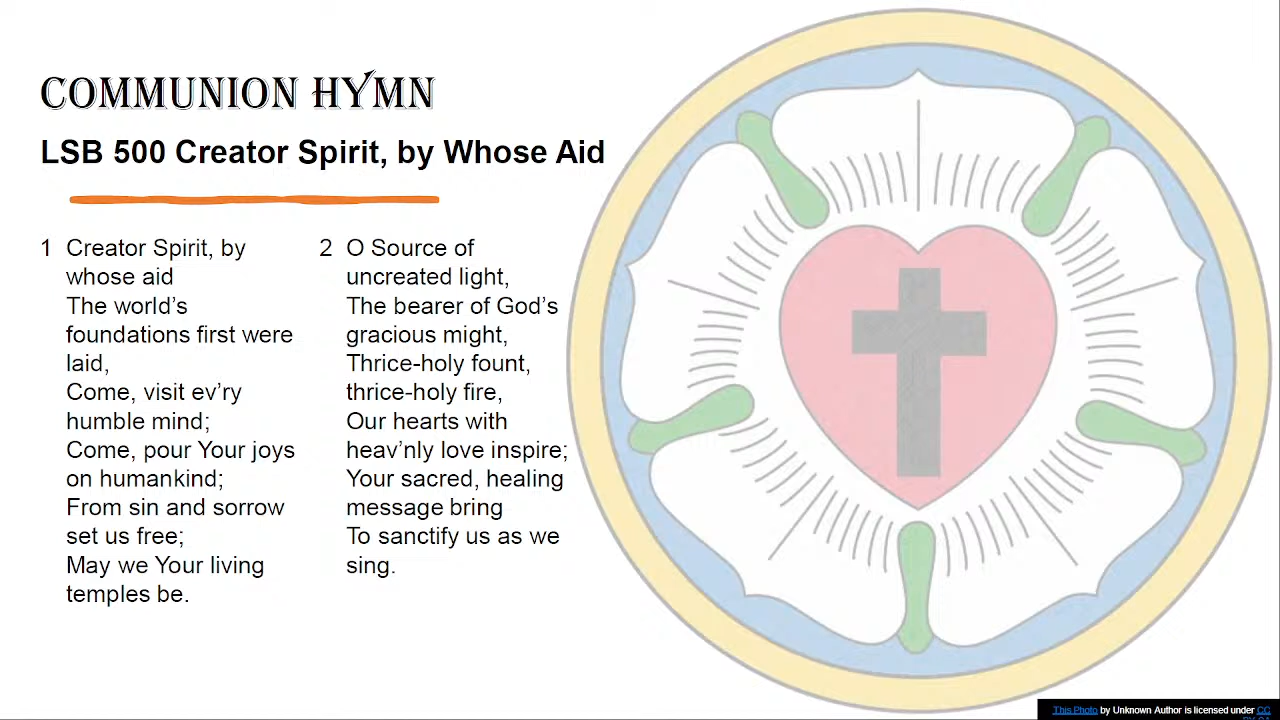 COMMUNION HYMN
LSB 500 Creator Spirit, by Whose Aid
1 Creator Spirit, by
whose aid
The world’s
foundations first were
laid,
Come, visit ev’ry
humble mind;
Come, pour Your joys
on humankind;
From sin and sorrow
set us free;
May we Your living
temples be.
2 O Source of
uncreated light,
The bearer of God’s
gracious might,
Thrice-holy fount,
thrice-holy fire,
Our hearts with
heav’nly love inspire;
Your sacred, healing
message bring
To sanctify us as we
sing.
This Photo by Unknown Author is licensed under CC